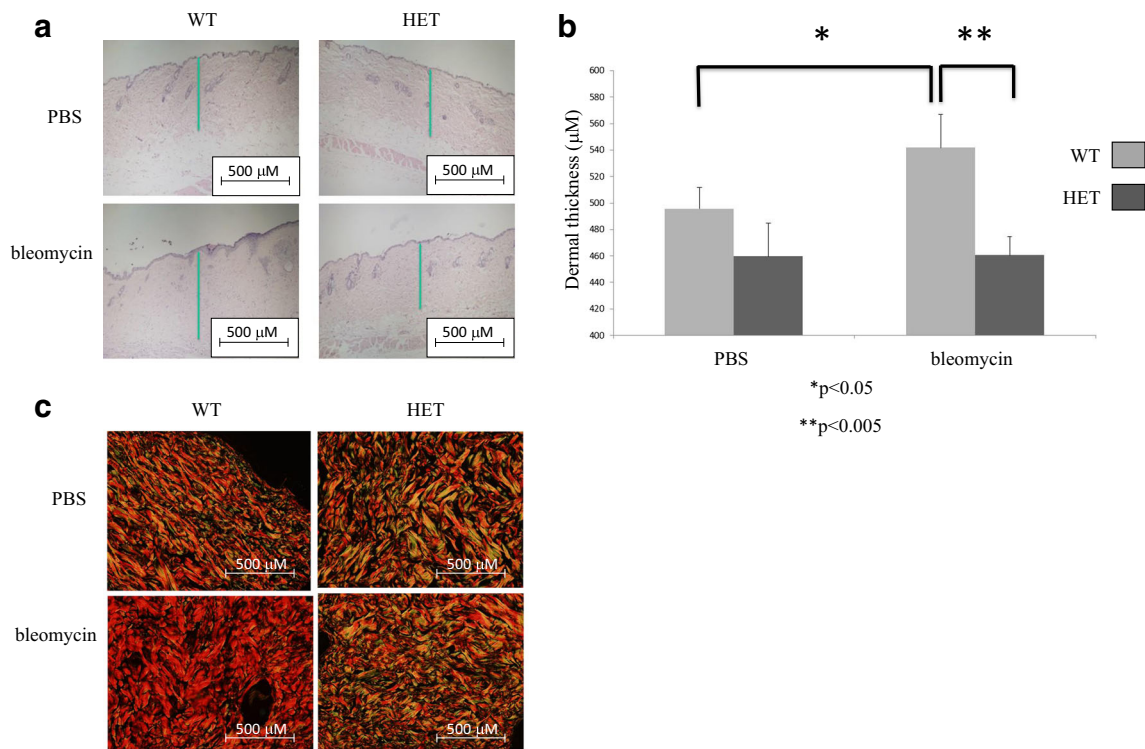 a
WT HET
PBS
500 µM
500 µM
bleomycin
500 µM
500 µM
b
* **
600
580
560
540
520
500
480
460
440
420
400
Dermal thickness (µM)
PBS bleomycin
WT
HET
*p<0.05
**p<0.005
c
WT HET
PBS
500 µM
500 µM
bleomycin
500 µM
500 µM